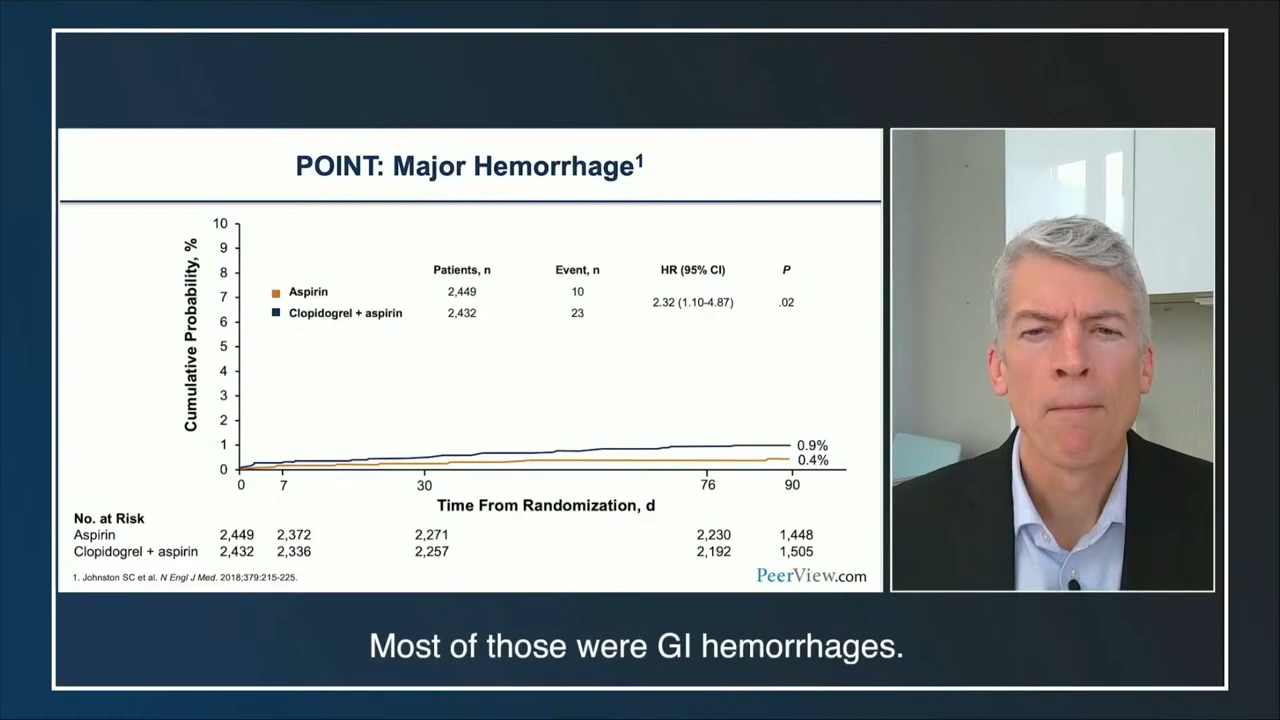 POINT: Major Hemorrhage1
Cumulative Probability, %
10
9
8
7
6
5
4
3
2
1
0
Patients, n Event, n HR (95% CI) P
Aspirin 2,449 10
2.32 (1.10-4.87) .02
Clopidogrel + aspirin 2,432 23
0.9%
0.4%
0 7 30 76 90
Time From Randomization, d
No. at Risk
Aspirin 2,449 2,372 2,271 2,230 1,448
Clopidogrel + aspirin 2,432 2,336 2,257 2,192 1,505
1. Johnston SC et al. N Engl J Med. 2018;379:215-225.
PeerView.com
Most of those were GI hemorrhages.